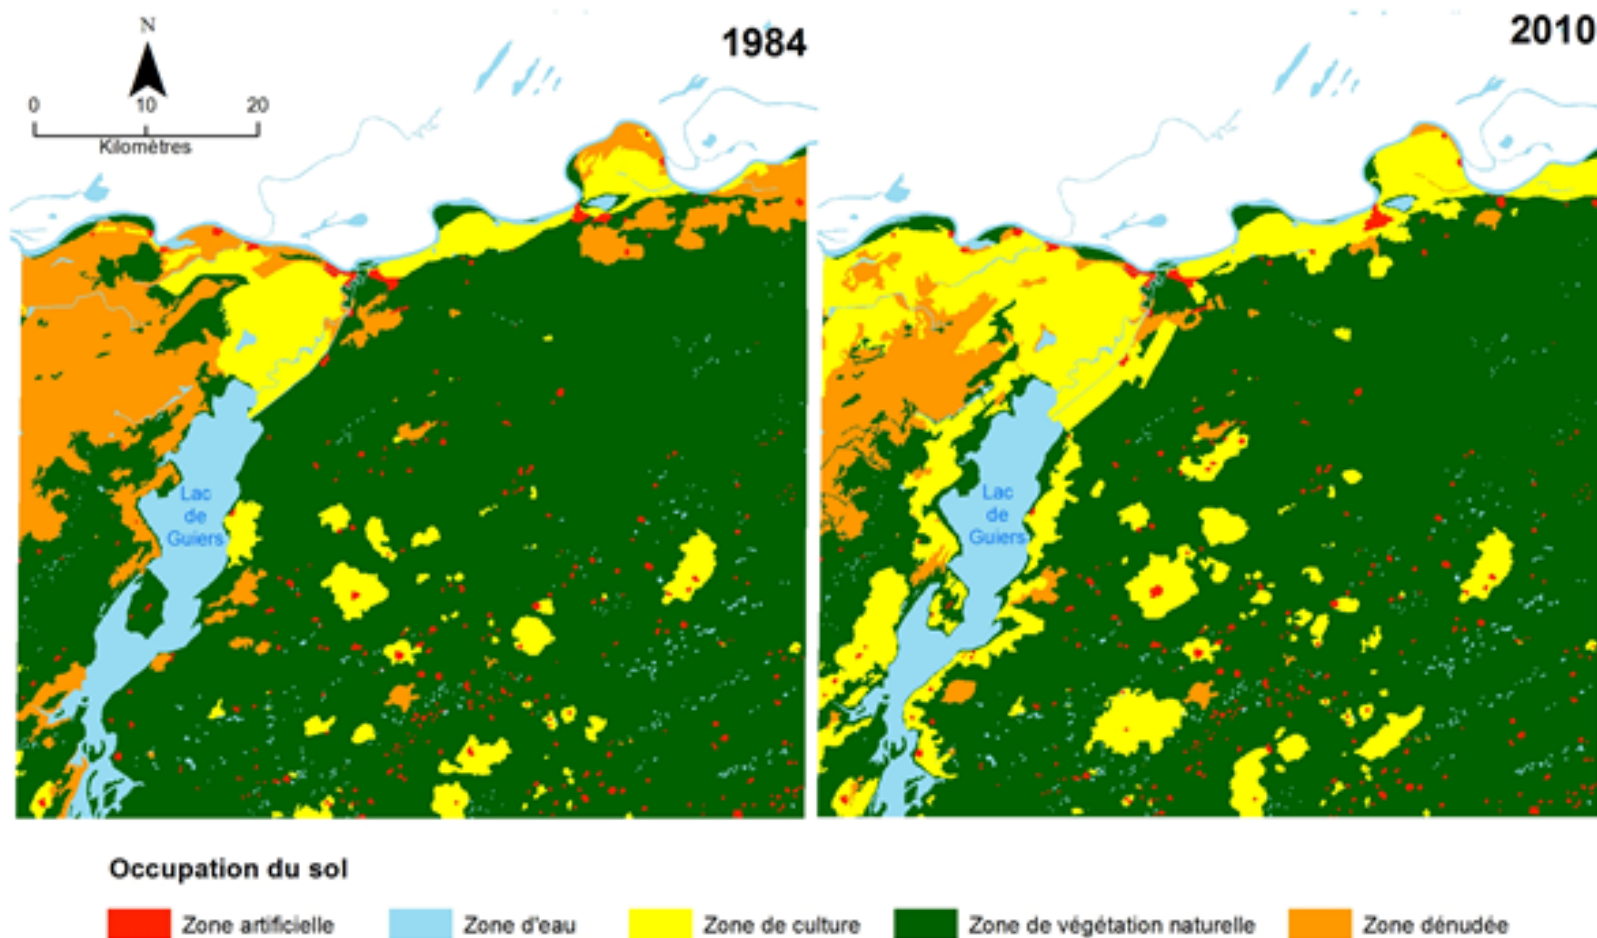 N
1984
2010
0 10 20
Kilomètres
Lac
de
Guiers
Lac
de
Guiers
Occupation du sol
Zone artificielle
Zone d'eau
Zone de culture
Zone de végétation naturelle
Zone dénudée